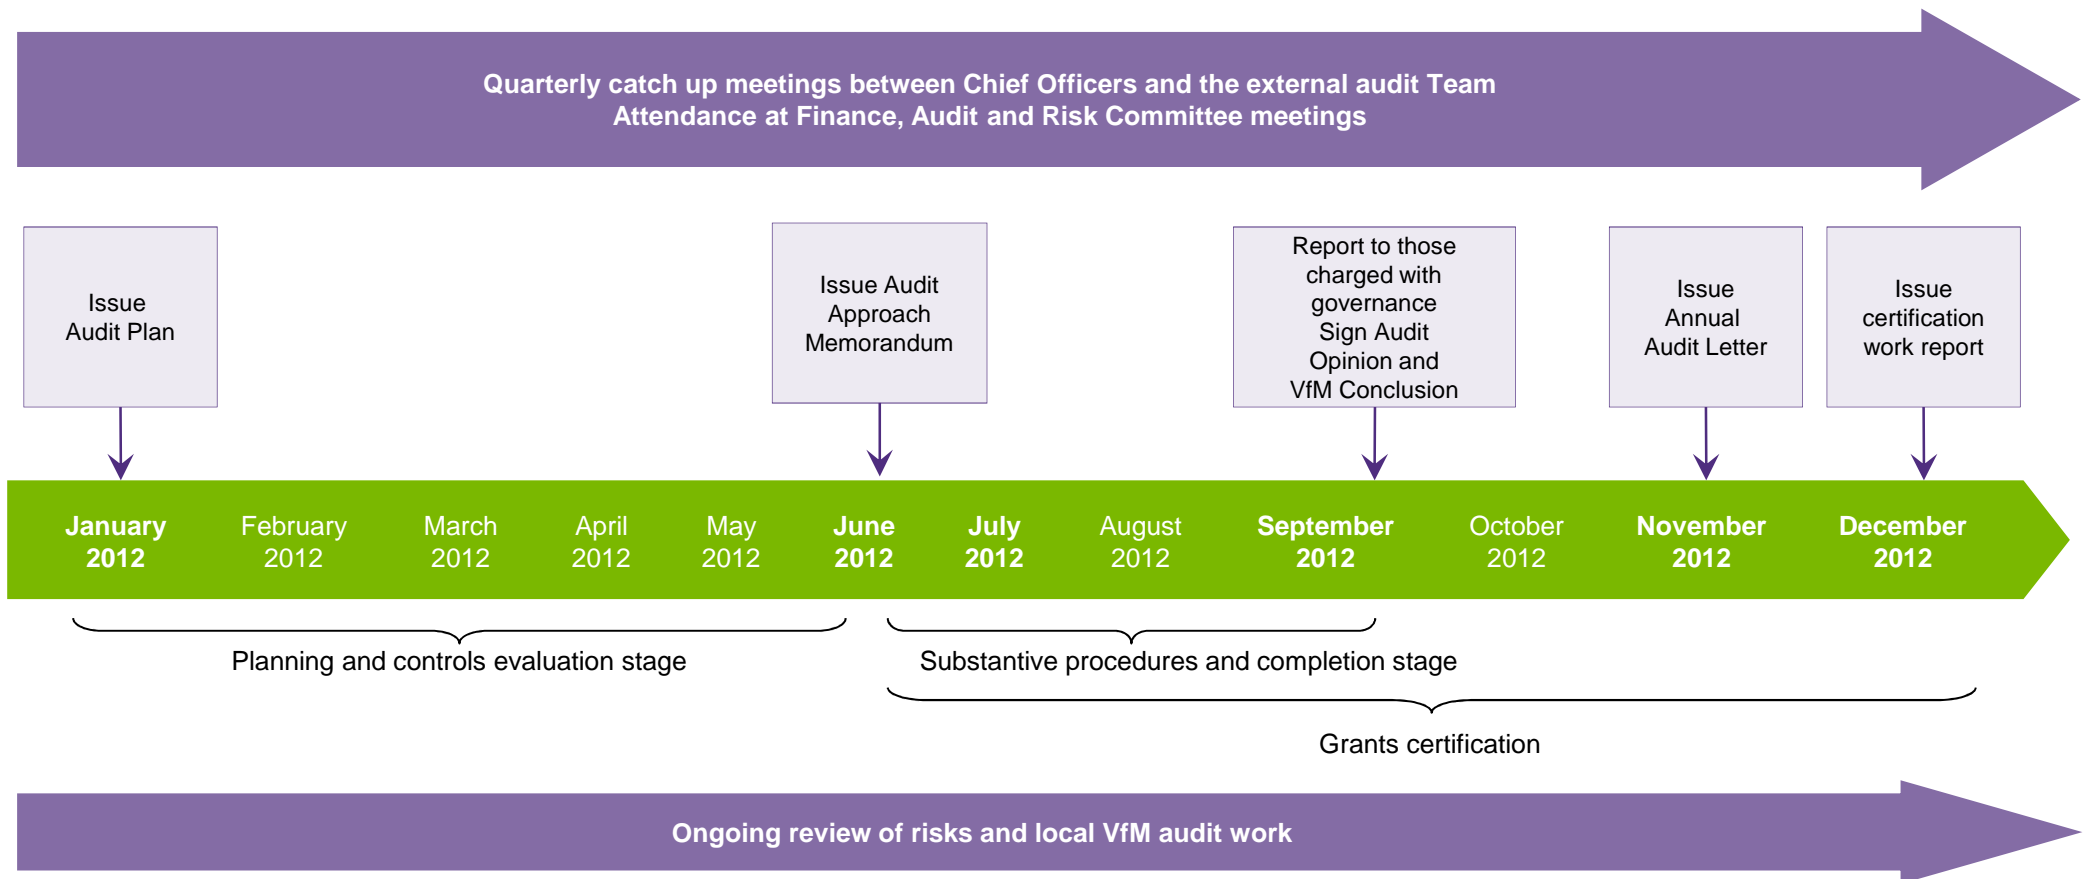 Quarterly catch up meetings between Chief Officers and the external audit Team
Attendance at Finance, Audit and Risk Committee meetings
Issue
Audit Plan
Issue Audit
Approach
Memorandum
Report to those
charged with
governance
Sign Audit
Opinion and
VfM Conclusion
Issue
Annual
Audit Letter
Issue
certification
work report
January
2012
February
2012
March
2012
April
2012
May
2012
June
2012
July
2012
August
2012
September
2012
October
2012
November
2012
December
2012
Planning and controls evaluation stage
Substantive procedures and completion stage
Grants certification
Ongoing review of risks and local VfM audit work